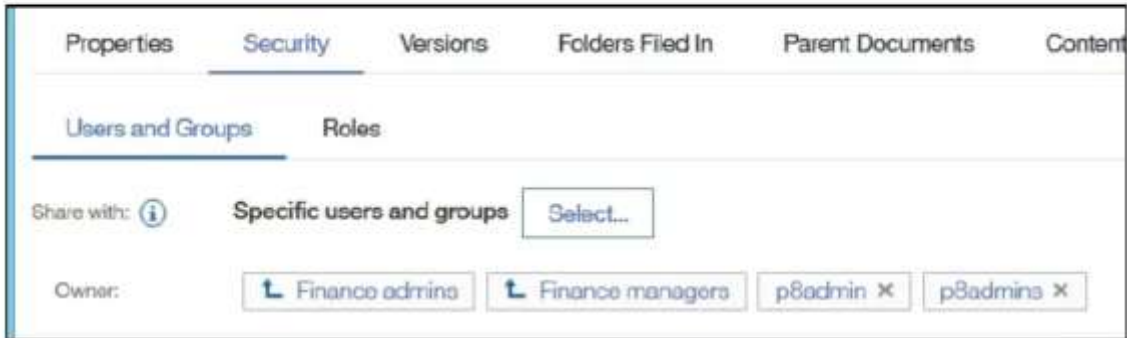 Properties Security Versions Folders Filed In Parent Documents Content
Users and Groups Roles
Share with: Specific users and groups Select...
Owner: Finance admins Finance managers p8admin × p8admins ×